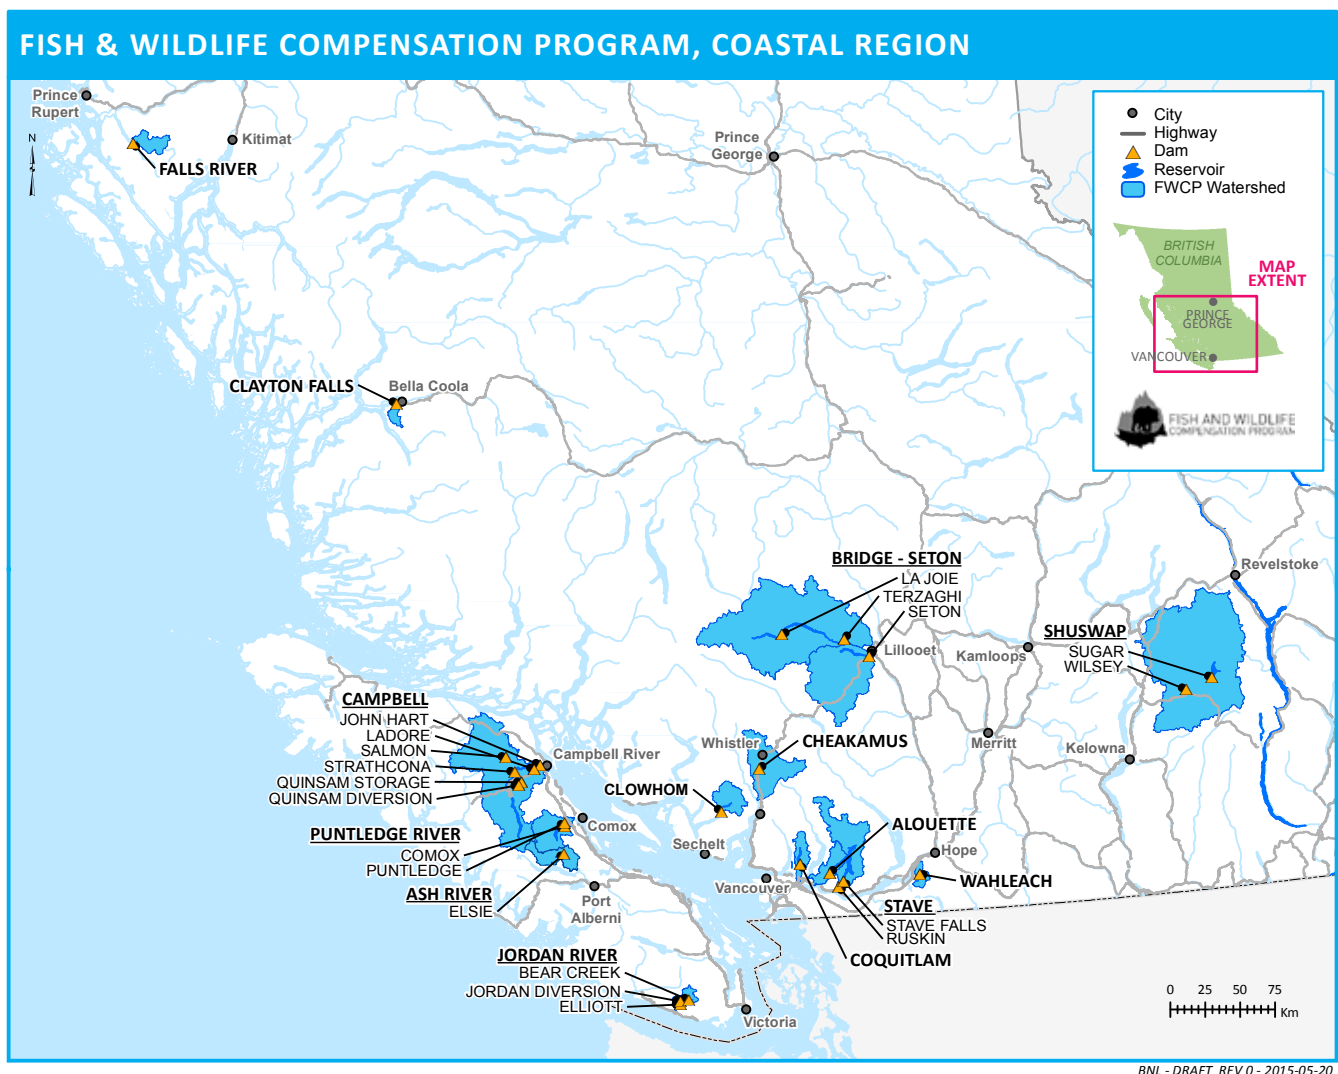 FISH & WILDLIFE COMPENSATION PROGRAM, COASTAL REGION
Prince
Rupert
N
Kitimat
FALLS RIVER
Prince
George
City
Highway
Dam
Reservoir
FWCP Watershed
BRITISH
COLUMBIA
MAP
EXTENT
PRINCE
GEORGE
VANCOUVER
FISH AND WILDLIFE
COMPENSATION PROGRAM
CLAYTON FALLS
Bella Coola
BRIDGE - SETON
LA JOIE
TERZAGHI
SETON
Lillooet
Revelstoke
SHUSWAP
SUGAR
WILSEY
Kamloops
Merritt
Kelowna
CAMPBELL
JOHN HART
LADORE
SALMON
STRATHCONA
QUINSAM STORAGE
QUINSAM DIVERSION
Campbell River
Whistler
CHEAKAMUS
CLOWHOM
PUNTLEDGE RIVER
COMOX
PUNTLEDGE
Comox
Sechelt
ALOUETTE
Hope
WAHLEACH
Vancouver
ASH RIVER
ELSIE
Port
Alberni
STAVE
STAVE FALLS
RUSKIN
COQUITLAM
JORDAN RIVER
BEAR CREEK
JORDAN DIVERSION
ELLIOTT
Victoria
0 25 50 75
Km
BNL - DRAFT REV 0 - 2015-05-20